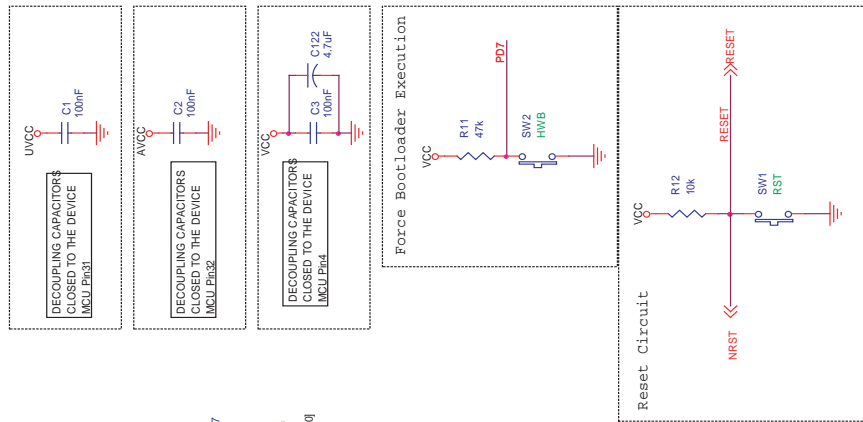 UVCC
C1
100nF
DECOUPLING CAPACITORS
CLOSED TO THE DEVICE
MCU Pin31
AVCC
C2
100nF
DECOUPLING CAPACITORS
CLOSED TO THE DEVICE
MCU Pin32
VCC
C122
4.7uF
C3
100nF
DECOUPLING CAPACITORS
CLOSED TO THE DEVICE
MCU Pin4
Force Bootloader Execution
VCC
R11
47k
PD7
SW2
HWB
Reset Circuit
VCC
R12
10k
RESET
RESET
NRST
SW1
RST
7
0]